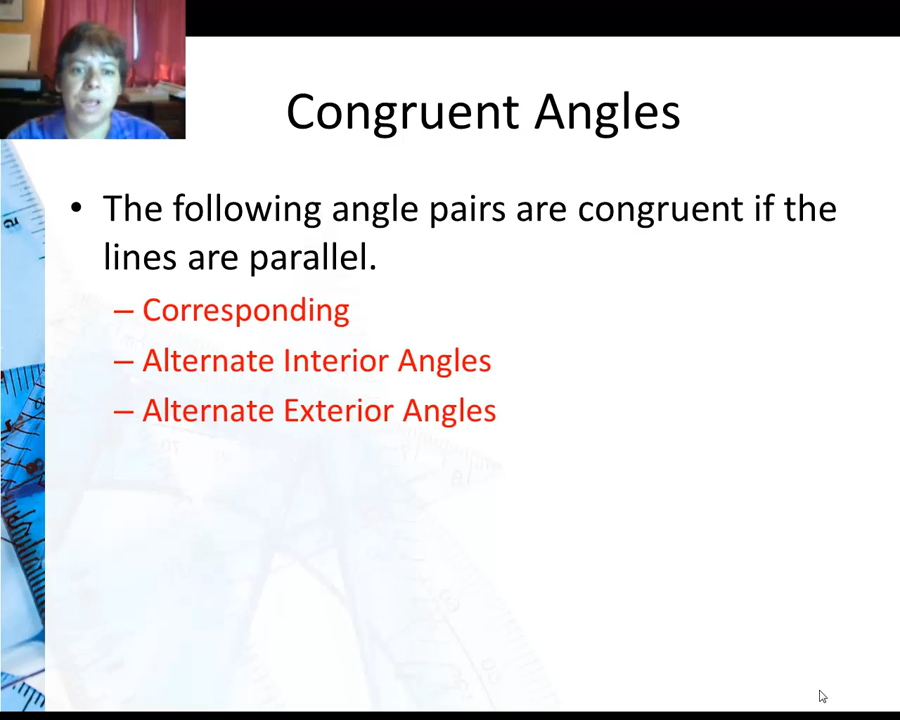 Congruent Angles
• The following angle pairs are congruent if the
lines are parallel.
– Corresponding
– Alternate Interior Angles
– Alternate Exterior Angles